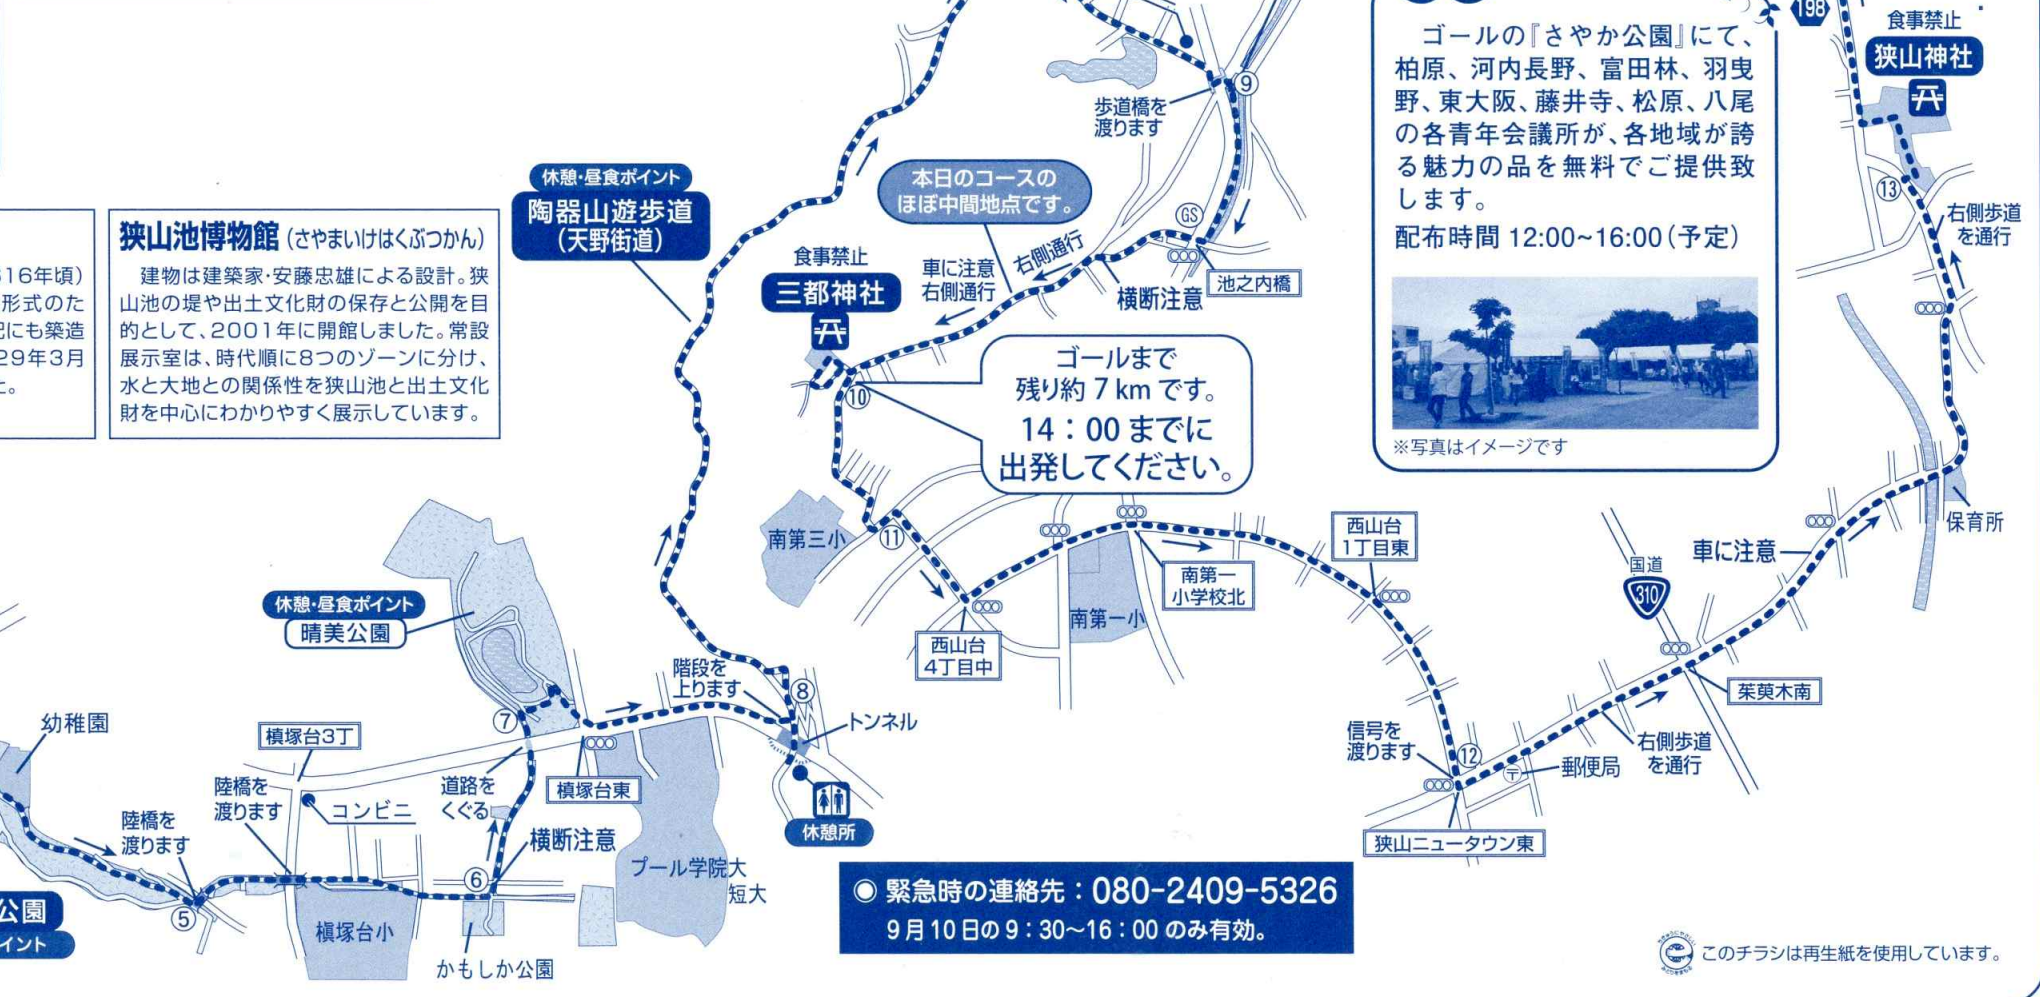 狭山池博物館(さやまいけはくぶつかん)
建物は建築家・安藤忠雄による設計。狭
山池の堤や出土文化財の保存と公開を目
的として、2001年に開館しました。常設
展示室は、時代順に8つのゾーンに分け、
水と大地との関係性を狭山池と出土文化
財を中心にわかりやすく展示しています。
16年頃)
形式のた
にも築造
29年3月
休憩・昼食ポイント
陶器山遊歩道
(天野街道)
本日のコースの
ほぼ中間地点です。
歩道橋を
渡ります
⑨
GS
池之内橋
横断注意
右側通行
車に注意
右側通行
食事禁止
三都神社
⑩
ゴールまで
残り約7kmです。
14:00までに
出発してください。
ゴールの『さやか公園』にて、
柏原、河内長野、富田林、羽曳
野、東大阪、藤井寺、松原、八尾
の各青年会議所が、各地域が誇
る魅力の品を無料でご提供致
します。
配布時間 12:00~16:00(予定)
※写真はイメージです
198
食事禁止
狭山神社
⑬
右側歩道
を通行
保育所
車に注意
国道
310
茱萸木南
右側歩道
を通行
郵便局
〒
信号を
渡ります
⑫
狭山ニュータウン東
西山台
1丁目東
南第一
小学校北
南第一小
西山台
4丁目中
⑪
南第三小
休憩・昼食ポイント
晴美公園
階段を
上ります
⑧
トンネル
休憩所
⑦
槇塚台東
プール学院大
短大
道路を
くぐる
横断注意
⑥
かもしか公園
槇塚台3丁
コンビニ
陸橋を
渡ります
槇塚台小
陸橋を
渡ります
⑤
幼稚園
公園
イント
◉ 緊急時の連絡先:080-2409-5326
9月10日の9:30~16:00のみ有効。
このチラシは再生紙を使用しています。